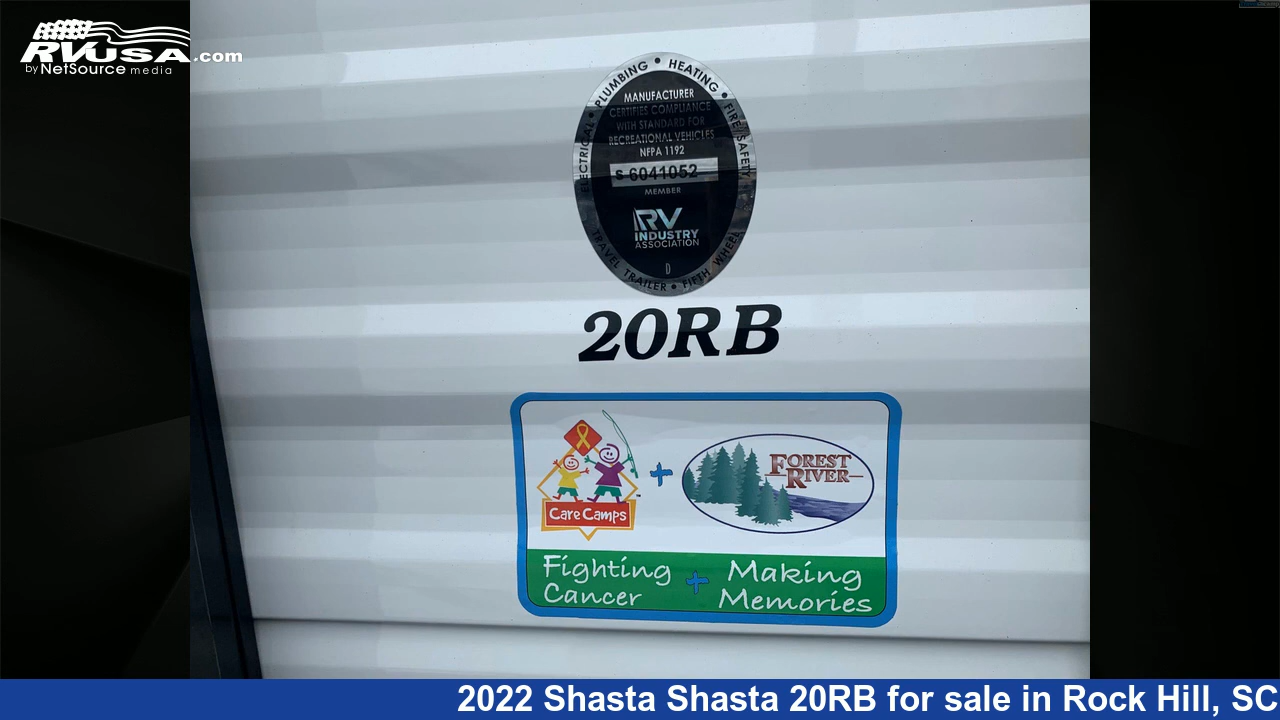 RVUSA.com
by NetSource media
ELECTRICAL • PLUMBING • HEATING • FIRE SAFETY
MANUFACTURER
CERTIFIES COMPLIANCE
WITH STANDARD FOR
RECREATIONAL VEHICLES
NFPA 1192
S 6041052
MEMBER
RV
INDUSTRY
ASSOCIATION
D
TRAVEL TRAILER • FIFTH WHEEL
20RB
Care Camps™
+
FOREST
RIVER
Fighting + Making
Cancer Memories
2022 Shasta Shasta 20RB for sale in Rock Hill, SC